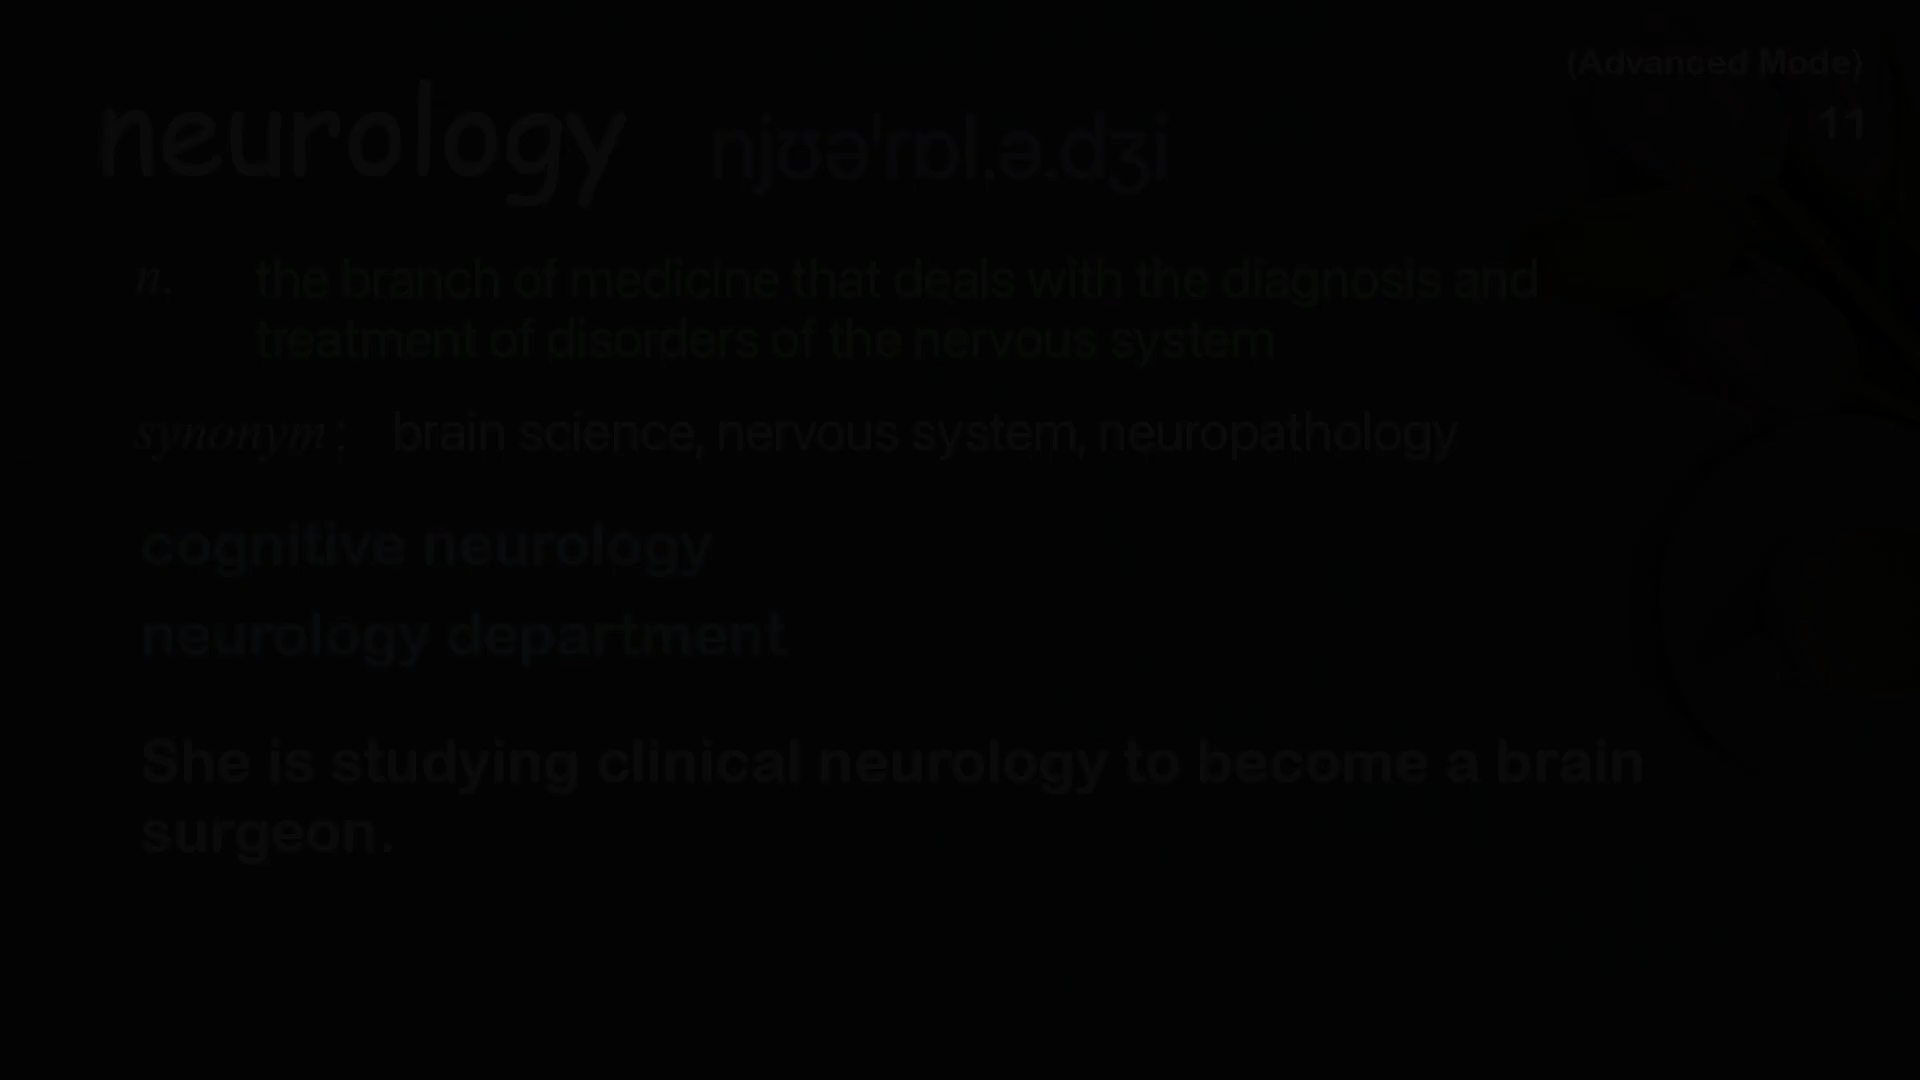 (Advanced Mode)
neurology njʊəˈrɒl.ə.dʒi 11
n. the branch of medicine that deals with the diagnosis and
treatment of disorders of the nervous system
synonym: brain science, nervous system, neuropathology
cognitive neurology
neurology department
She is studying clinical neurology to become a brain
surgeon.